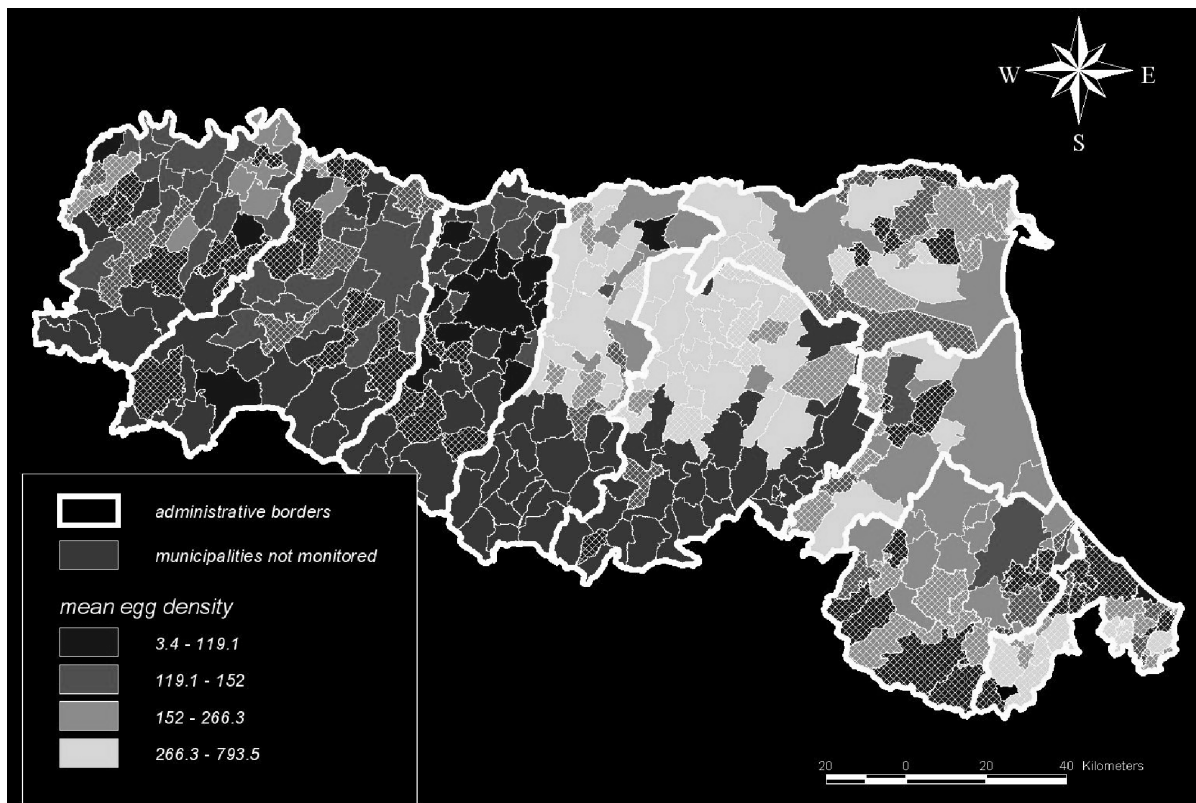 W E
S
administrative borders
municipalities not monitored
mean egg density
3.4 - 119.1
119.1 - 152
152 - 266.3
266.3 - 793.5
20 0 20 40 Kilometers